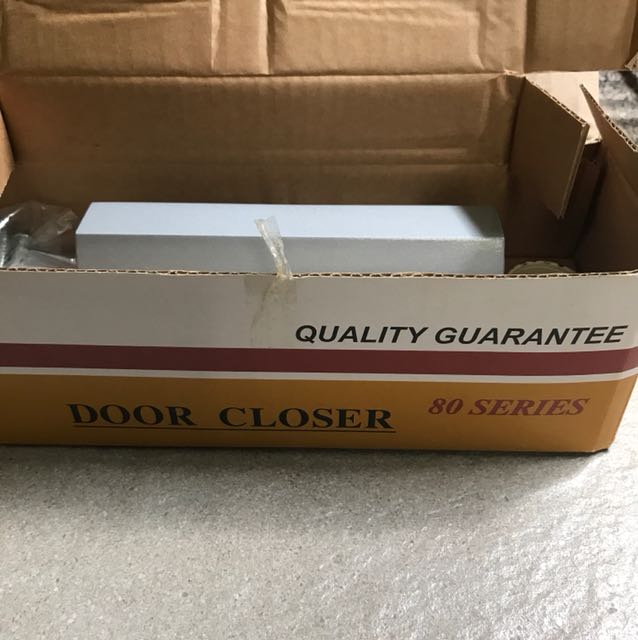 QUALITY GUARANTEE
DOOR CLOSER
80 SERIES